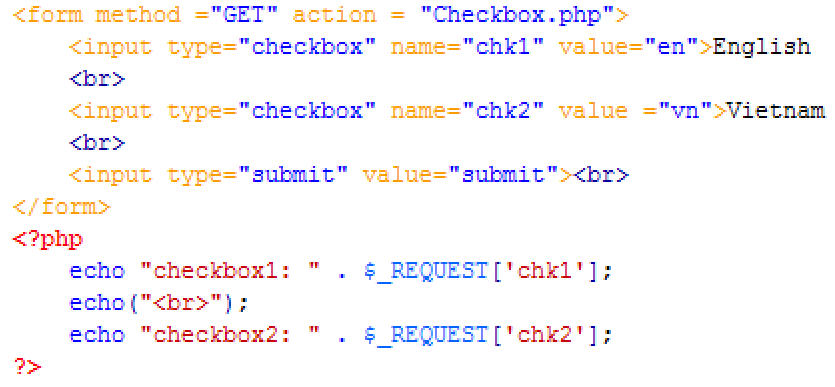 <form method ="GET" action = "Checkbox.php">
    <input type="checkbox" name="chk1" value="en">English
    <br>
    <input type="checkbox" name="chk2" value ="vn">Vietnam
    <br>
    <input type="submit" value="submit"><br>
</form>
<?php
    echo "checkbox1: " . $_REQUEST['chk1'];
    echo("<br>");
    echo "checkbox2: " . $_REQUEST['chk2'];
?>